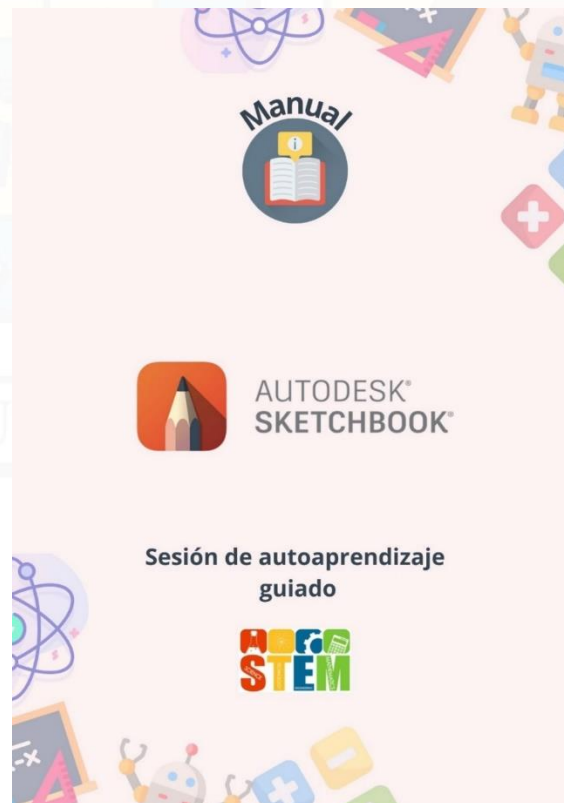 Manual
AUTODESK®
SKETCHBOOK®
Sesión de autoaprendizaje
guiado
STEM